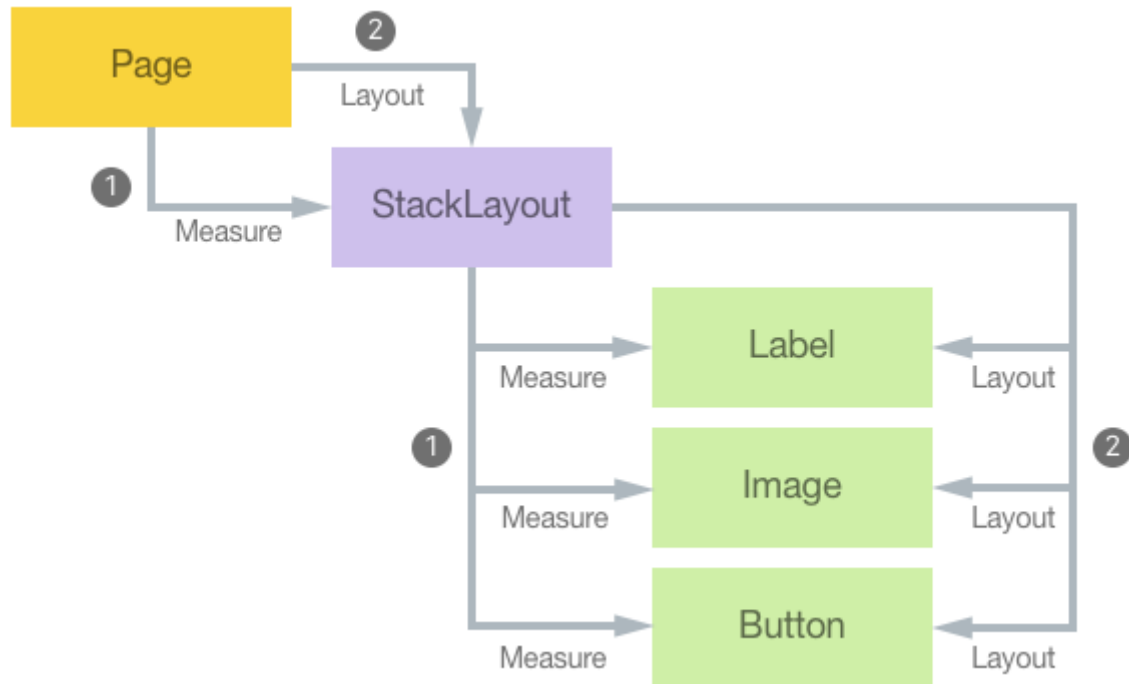 2
Page
Layout
1
StackLayout
Measure
Label
Measure
Layout
1
2
Image
Measure
Layout
Button
Measure
Layout